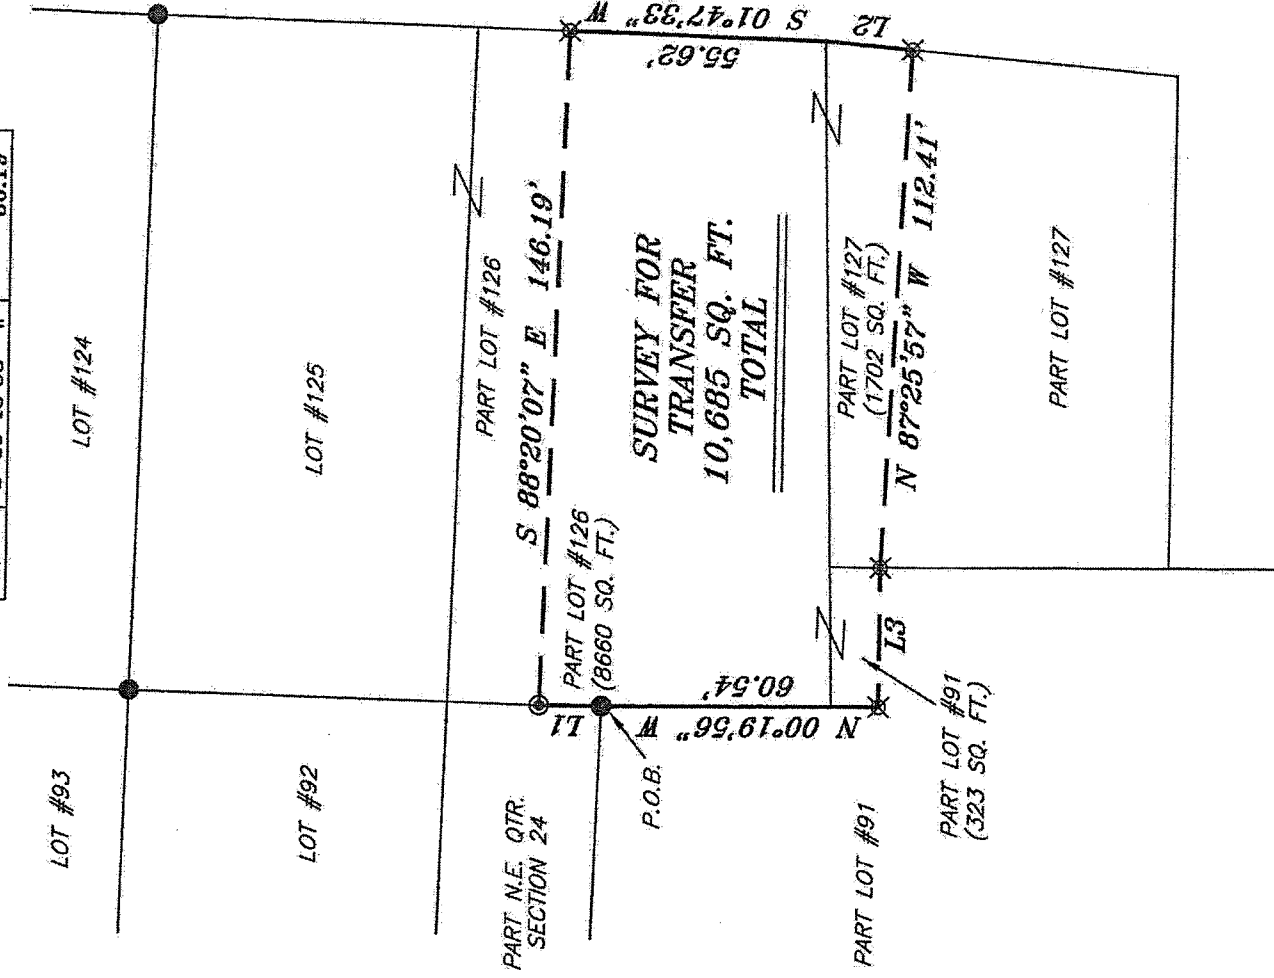 S 01°47'33" W
55.62'
L2
LOT #124
LOT #125
PART LOT #126
S 88°20'07" E 146.19'
SURVEY FOR
TRANSFER
10,685 SQ. FT.
TOTAL
PART LOT #127
(1702 SQ. FT.)
N 87°25'57" W 112.41'
PART LOT #127
PART LOT #126
(8660 SQ. FT.)
L3
60.54'
N 00°19'56" W
L1
P.O.B.
PART LOT #91
(323 SQ. FT.)
LOT #93
LOT #92
PART N.E. QTR.
SECTION 24
PART LOT #91